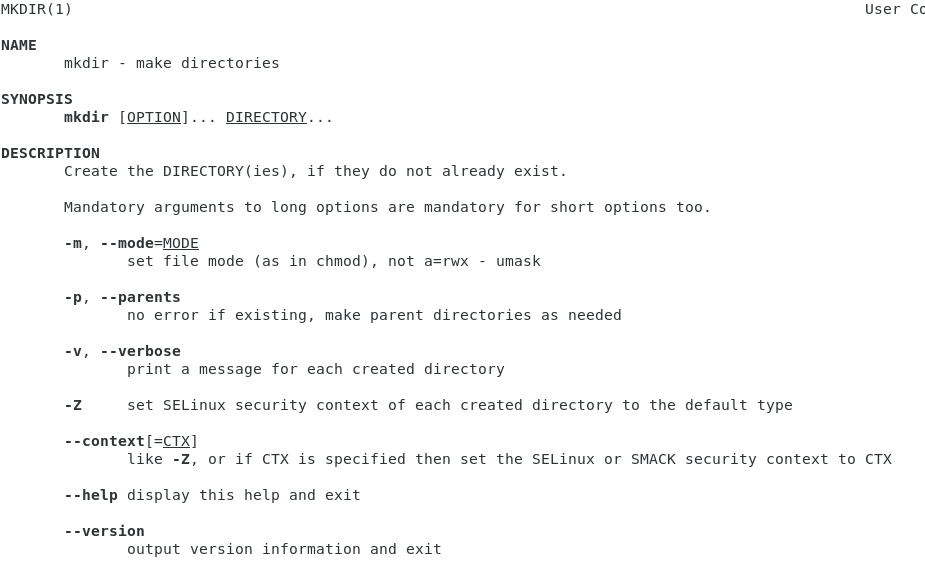 MKDIR(1) User Co
NAME
mkdir - make directories
SYNOPSIS
mkdir [OPTION]... DIRECTORY...
DESCRIPTION
Create the DIRECTORY(ies), if they do not already exist.
Mandatory arguments to long options are mandatory for short options too.
-m, --mode=MODE
set file mode (as in chmod), not a=rwx - umask
-p, --parents
no error if existing, make parent directories as needed
-v, --verbose
print a message for each created directory
-Z set SELinux security context of each created directory to the default type
--context[=CTX]
like -Z, or if CTX is specified then set the SELinux or SMACK security context to CTX
--help display this help and exit
--version
output version information and exit